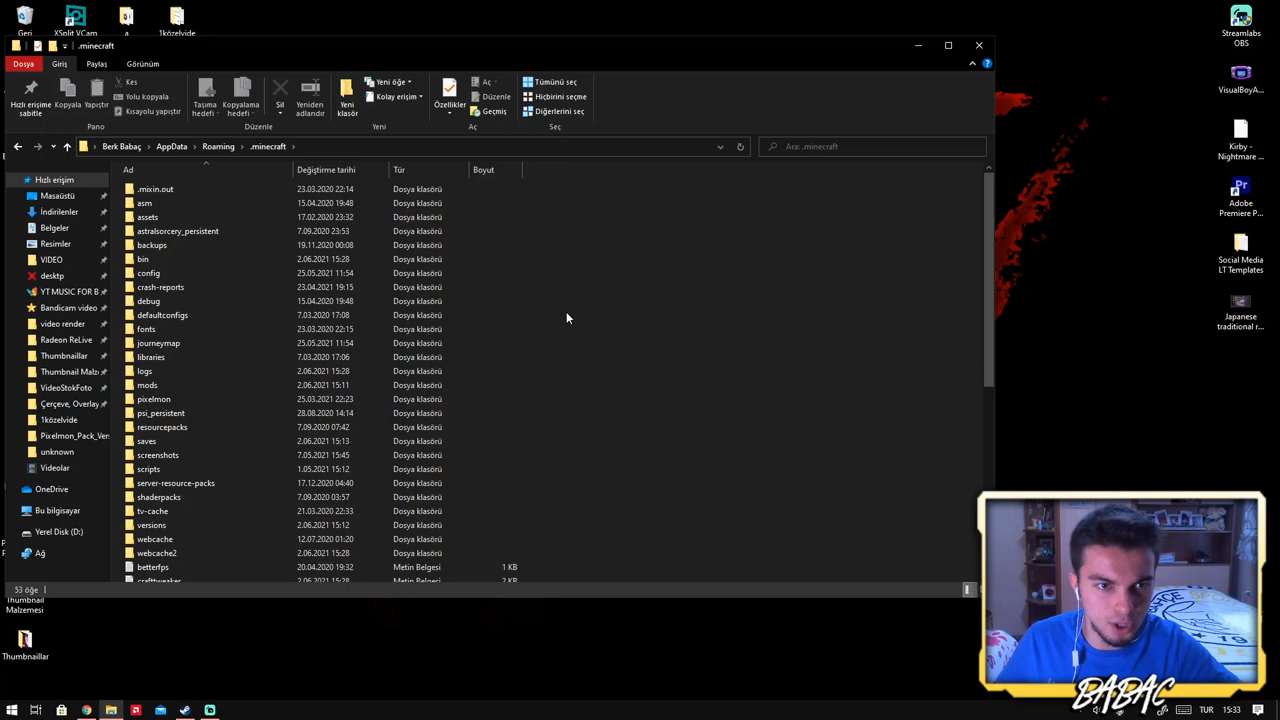 Geri
XSplit VCam
a
1közelvide
Streamlabs
OBS
VisualBoyA...
Kirby -
Nightmare ...
Adobe
Premiere P...
Social Media
LT Templates
Japanese
traditional r...
.minecraft
Dosya Giriş Paylaş Görünüm
Hızlı erişime
sabitle
Kopyala
Yapıştır
Kes
Yolu kopyala
Kısayolu yapıştır
Pano
Taşıma
hedefi
Kopyalama
hedefi
Sil
Yeniden
adlandır
Düzenle
Yeni
klasör
Yeni öğe
Kolay erişim
Yeni
Özellikler
Aç
Düzenle
Geçmiş
Aç
Tümünü seç
Hiçbirini seçme
Diğerlerini seç
Seç
Berk Babaç > AppData > Roaming > .minecraft >
Ara: .minecraft
Hızlı erişim
Masaüstü
İndirilenler
Belgeler
Resimler
VIDEO
desktp
YT MUSIC FOR B
Bandicam video
video render
Radeon ReLive
Thumbnaillar
Thumbnail Malze
VideoStokFoto
Çerçeve, Overlay
1közelvide
Pixelmon_Pack_Ver
unknown
Videolar
OneDrive
Bu bilgisayar
Yerel Disk (D:)
Ağ
Ad Değiştirme tarihi Tür Boyut
.mixin.out 23.03.2020 22:14 Dosya klasörü
asm 15.04.2020 19:48 Dosya klasörü
assets 17.02.2020 23:32 Dosya klasörü
astralsorcery_persistent 7.09.2020 23:53 Dosya klasörü
backups 19.11.2020 00:08 Dosya klasörü
bin 2.06.2021 15:28 Dosya klasörü
config 25.05.2021 11:54 Dosya klasörü
crash-reports 23.04.2021 19:15 Dosya klasörü
debug 15.04.2020 19:48 Dosya klasörü
defaultconfigs 7.03.2020 17:08 Dosya klasörü
fonts 23.03.2020 22:15 Dosya klasörü
journeymap 25.05.2021 11:54 Dosya klasörü
libraries 7.03.2020 17:06 Dosya klasörü
logs 2.06.2021 15:28 Dosya klasörü
mods 2.06.2021 15:11 Dosya klasörü
pixelmon 25.03.2021 22:23 Dosya klasörü
psi_persistent 28.08.2020 14:14 Dosya klasörü
resourcepacks 7.09.2020 07:42 Dosya klasörü
saves 2.06.2021 15:13 Dosya klasörü
screenshots 7.05.2021 15:45 Dosya klasörü
scripts 1.05.2021 15:12 Dosya klasörü
server-resource-packs 17.12.2020 04:40 Dosya klasörü
shaderpacks 7.09.2020 03:57 Dosya klasörü
tv-cache 21.03.2020 22:33 Dosya klasörü
versions 2.06.2021 15:12 Dosya klasörü
webcache 12.07.2020 01:20 Dosya klasörü
webcache2 2.06.2021 15:28 Dosya klasörü
betterfps 20.04.2020 19:32 Metin Belgesi 1 KB
crafttweaker 2.06.2021 15:28 Metin Belgesi 2 KB
53 öğe
Thumbnail
Malzemesi
Thumbnaillar
BABAC
TUR 15:33